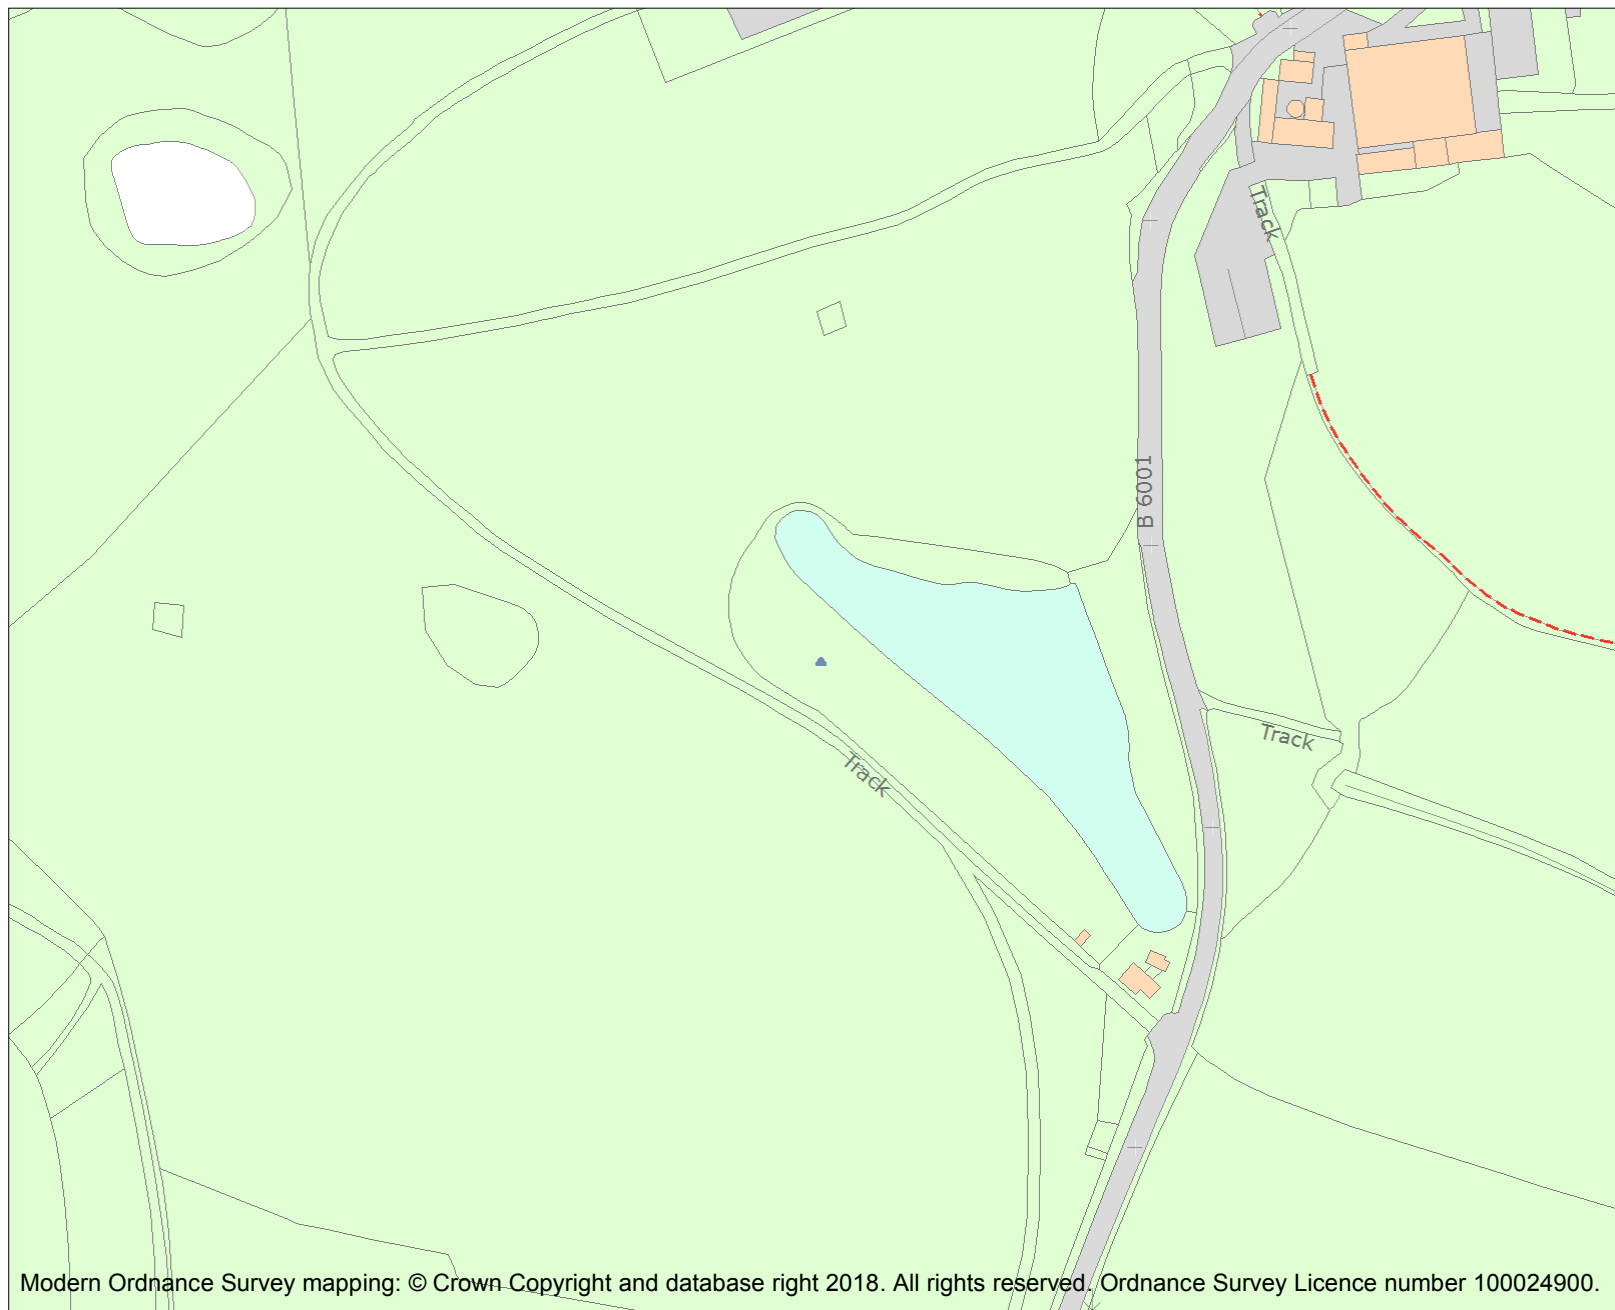 Track
B 6001
Track
Track
Modern Ordnance Survey mapping: © Crown Copyright and database right 2018. All rights reserved. Ordnance Survey Licence number 100024900.